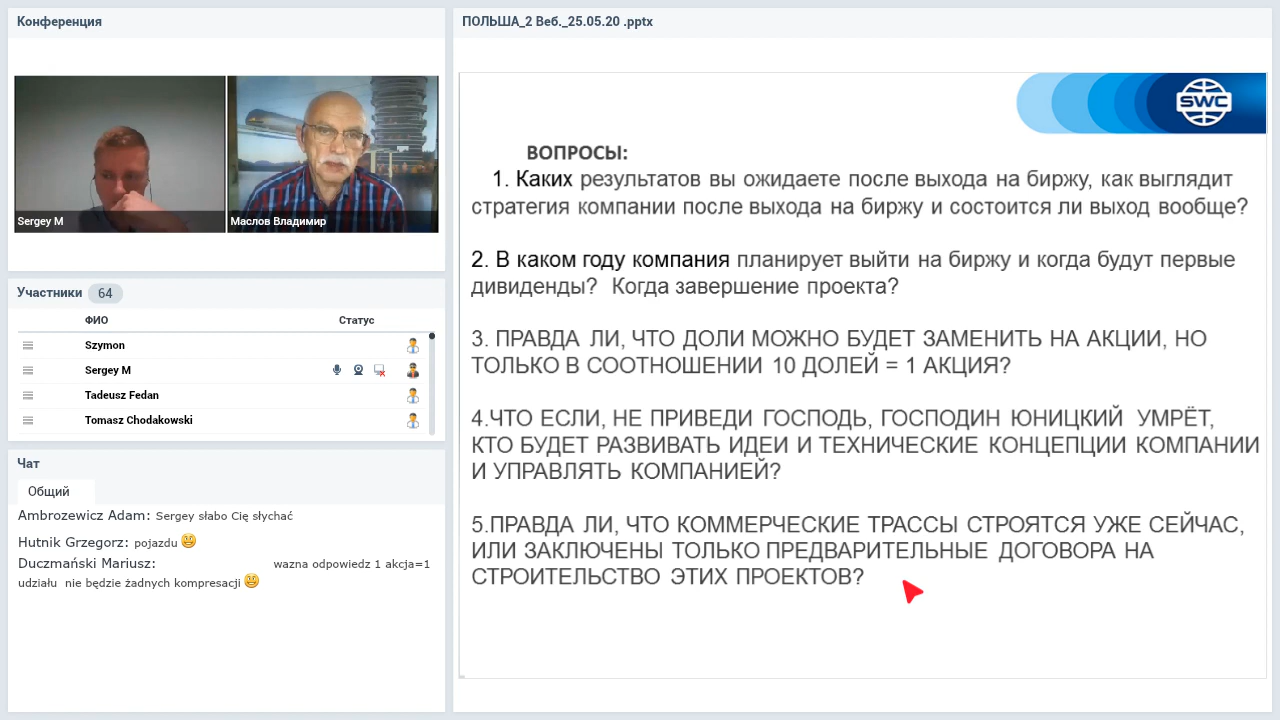 Конференция
Sergey M
Маслов Владимир
Участники 64
ФИО Статус
Szymon
Sergey M
Tadeusz Fedan
Tomasz Chodakowski
Чат
Общий
Ambrozewicz Adam: Sergey słabo Cię słychać
Hutnik Grzegorz: pojazdu
Duczmański Mariusz: wazna odpowiedz 1 akcja=1
udziału nie będzie żadnych kompresacji
ПОЛЬША_2 Веб._25.05.20 .pptx
SWC
ВОПРОСЫ:
1. Каких результатов вы ожидаете после выхода на биржу, как выглядит
стратегия компании после выхода на биржу и состоится ли выход вообще?
2. В каком году компания планирует выйти на биржу и когда будут первые
дивиденды? Когда завершение проекта?
3. ПРАВДА ЛИ, ЧТО ДОЛИ МОЖНО БУДЕТ ЗАМЕНИТЬ НА АКЦИИ, НО
ТОЛЬКО В СООТНОШЕНИИ 10 ДОЛЕЙ = 1 АКЦИЯ?
4.ЧТО ЕСЛИ, НЕ ПРИВЕДИ ГОСПОДЬ, ГОСПОДИН ЮНИЦКИЙ УМРЁТ,
КТО БУДЕТ РАЗВИВАТЬ ИДЕИ И ТЕХНИЧЕСКИЕ КОНЦЕПЦИИ КОМПАНИИ
И УПРАВЛЯТЬ КОМПАНИЕЙ?
5.ПРАВДА ЛИ, ЧТО КОММЕРЧЕСКИЕ ТРАССЫ СТРОЯТСЯ УЖЕ СЕЙЧАС,
ИЛИ ЗАКЛЮЧЕНЫ ТОЛЬКО ПРЕДВАРИТЕЛЬНЫЕ ДОГОВОРА НА
СТРОИТЕЛЬСТВО ЭТИХ ПРОЕКТОВ?